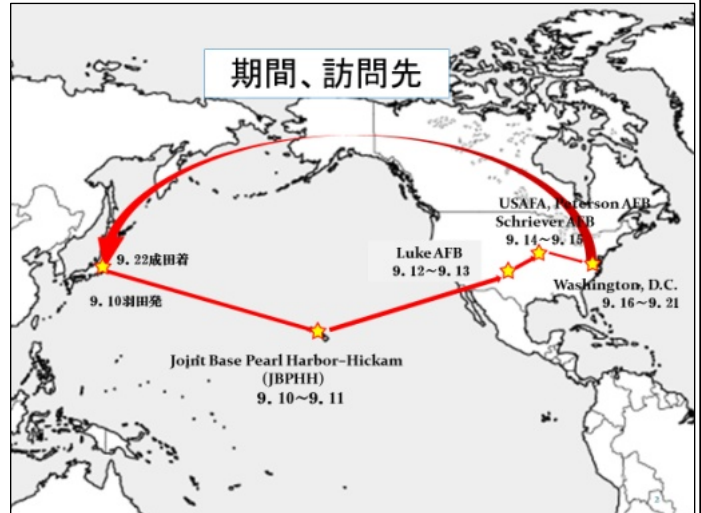 期間、訪問先
USAFA, Peterson AFB
Schriever AFB
9. 14～9. 15
Luke AFB
9. 12～9. 13
9. 22成田着
9. 10羽田発
Washington, D.C.
9. 16～9. 21
Joint Base Pearl Harbor–Hickam
(JBPHH)
9. 10～9. 11
2